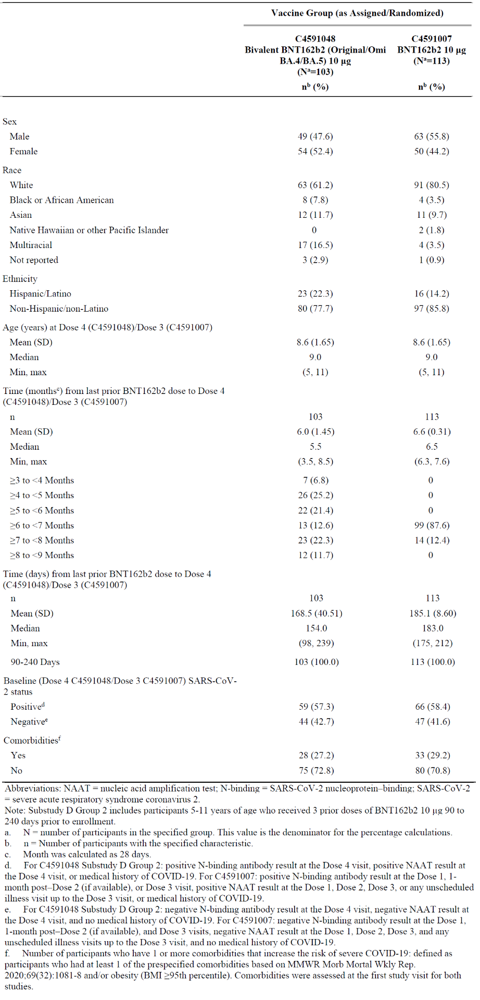 Vaccine Group (as Assigned/Randomized)
C4591048 C4591007
Bivalent BNT162b2 (Original/Omi BNT162b2 10 µg
BA.4/BA.5) 10 µg (Nᵃ=113)
(Nᵃ=103)
nᵇ (%) nᵇ (%)
Sex
Male 49 (47.6) 63 (55.8)
Female 54 (52.4) 50 (44.2)
Race
White 63 (61.2) 91 (80.5)
Black or African American 8 (7.8) 4 (3.5)
Asian 12 (11.7) 11 (9.7)
Native Hawaiian or other Pacific Islander 0 2 (1.8)
Multiracial 17 (16.5) 4 (3.5)
Not reported 3 (2.9) 1 (0.9)
Ethnicity
Hispanic/Latino 23 (22.3) 16 (14.2)
Non-Hispanic/non-Latino 80 (77.7) 97 (85.8)
Age (years) at Dose 4 (C4591048)/Dose 3 (C4591007)
Mean (SD) 8.6 (1.65) 8.6 (1.65)
Median 9.0 9.0
Min, max (5, 11) (5, 11)
Time (monthsᶜ) from last prior BNT162b2 dose to Dose 4
(C4591048)/Dose 3 (C4591007)
n 103 113
Mean (SD) 6.0 (1.45) 6.6 (0.31)
Median 5.5 6.5
Min, max (3.5, 8.5) (6.3, 7.6)
≥3 to <4 Months 7 (6.8) 0
≥4 to <5 Months 26 (25.2) 0
≥5 to <6 Months 22 (21.4) 0
≥6 to <7 Months 13 (12.6) 99 (87.6)
≥7 to <8 Months 23 (22.3) 14 (12.4)
≥8 to <9 Months 12 (11.7) 0
Time (days) from last prior BNT162b2 dose to Dose 4
(C4591048)/Dose 3 (C4591007)
n 103 113
Mean (SD) 168.5 (40.51) 185.1 (8.60)
Median 154.0 183.0
Min, max (98, 239) (175, 212)
90-240 Days 103 (100.0) 113 (100.0)
Baseline (Dose 4 C4591048/Dose 3 C4591007) SARS-CoV-
2 status
Positiveᵈ 59 (57.3) 66 (58.4)
Negativeᵉ 44 (42.7) 47 (41.6)
Comorbiditiesᶠ
Yes 28 (27.2) 33 (29.2)
No 75 (72.8) 80 (70.8)
Abbreviations: NAAT = nucleic acid amplification test; N-binding = SARS-CoV-2 nucleoprotein–binding; SARS-CoV-2
= severe acute respiratory syndrome coronavirus 2.
Note: Substudy D Group 2 includes participants 5-11 years of age who received 3 prior doses of BNT162b2 10 µg 90 to
240 days prior to enrollment.
a. N = number of participants in the specified group. This value is the denominator for the percentage calculations.
b. n = Number of participants with the specified characteristic.
c. Month was calculated as 28 days.
d. For C4591048 Substudy D Group 2: positive N-binding antibody result at the Dose 4 visit, positive NAAT result at
the Dose 4 visit, or medical history of COVID-19. For C4591007: positive N-binding antibody result at the Dose 1, 1-
month post–Dose 2 (if available), or Dose 3 visit, positive NAAT result at the Dose 1, Dose 2, Dose 3, or any unscheduled
illness visit up to the Dose 3 visit, or medical history of COVID-19.
e. For C4591048 Substudy D Group 2: negative N-binding antibody result at the Dose 4 visit, negative NAAT result at
the Dose 4 visit, and no medical history of COVID-19. For C4591007: negative N-binding antibody result at the Dose 1,
1-month post–Dose 2 (if available), and Dose 3 visits, negative NAAT result at the Dose 1, Dose 2, Dose 3, and any
unscheduled illness visits up to the Dose 3 visit, and no medical history of COVID-19.
f. Number of participants who have 1 or more comorbidities that increase the risk of severe COVID-19: defined as
participants who had at least 1 of the prespecified comorbidities based on MMWR Morb Mortal Wkly Rep.
2020;69(32):1081-8 and/or obesity (BMI ≥95th percentile). Comorbidities were assessed at the first study visit for both
studies.